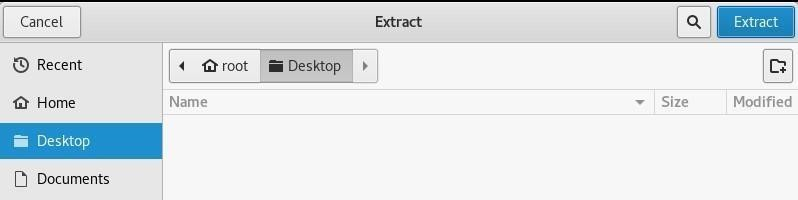 Cancel Extract Extract
Recent
root Desktop
Home
Name Size Modified
Desktop
Documents